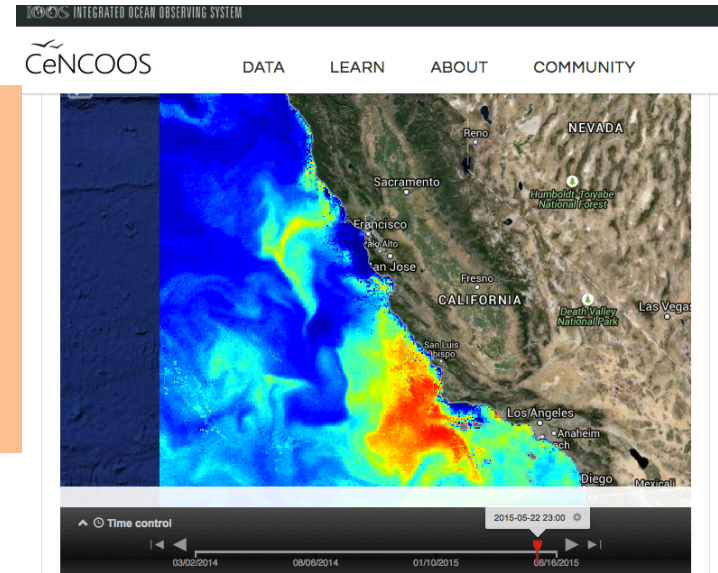 IOOS INTEGRATED OCEAN OBSERVING SYSTEM
CeNCOOS
DATA LEARN ABOUT COMMUNITY
Reno
NEVADA
Sacramento
Humboldt-Toiyabe
National Forest
Francisco
Palo Alto
an Jose
Fresno
CALIFORNIA
Death Valley
National Park
Las Vegas
San Luis
Obispo
Los Angeles
Anaheim
ach
Diego
Mexicali
Time control
2015-05-22 23:00
03/02/2014 08/06/2014 01/10/2015 06/16/2015